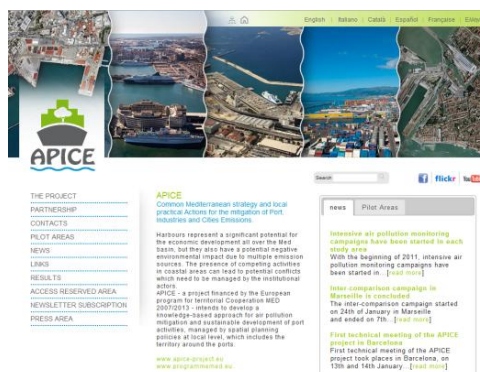 English | Italiano | Català | Español | Française
APICE
Search
flickr
You
THE PROJECT
PARTNERSHIP
CONTACTS
PILOT AREAS
NEWS
LINKS
RESULTS
ACCESS RESERVED AREA
NEWSLETTER SUBSCRIPTION
PRESS AREA
APICE
Common Mediterranean strategy and local
practical Actions for the mitigation of Port
Industries and Cities Emissions
Harbours represent a significant potential for
the economic development all over the Med
basin, but they also have a potential negative
environmental impact due to multiple emission
sources. The presence of competing activities
in coastal areas can lead to potential conflicts
which need to be managed by the institutional
actors.
APICE - a project financed by the European
program for territorial Cooperation MED
2007/2013 - intends to develop a
knowledge-based approach for air pollution
mitigation and sustainable development of port
activities, managed by spatial planning
policies at local level, which includes the
territory around the ports.
www.apice-project.eu
www.programmemed.eu
news
Pilot Areas
Intensive air pollution monitoring
campaigns have been started in each
study area
With the beginning of 2011, intensive air
pollution monitoring campaigns have
been started in... [read more]
Inter-comparison campaign in
Marseille is concluded
The inter-comparison campaign started
on 24th of January in Marseille
and ended on 7th... [read more]
First technical meeting of the APICE
project in Barcelona
First technical meeting of the APICE
project took places in Barcelona, on
13th and 14th January ...[read more]